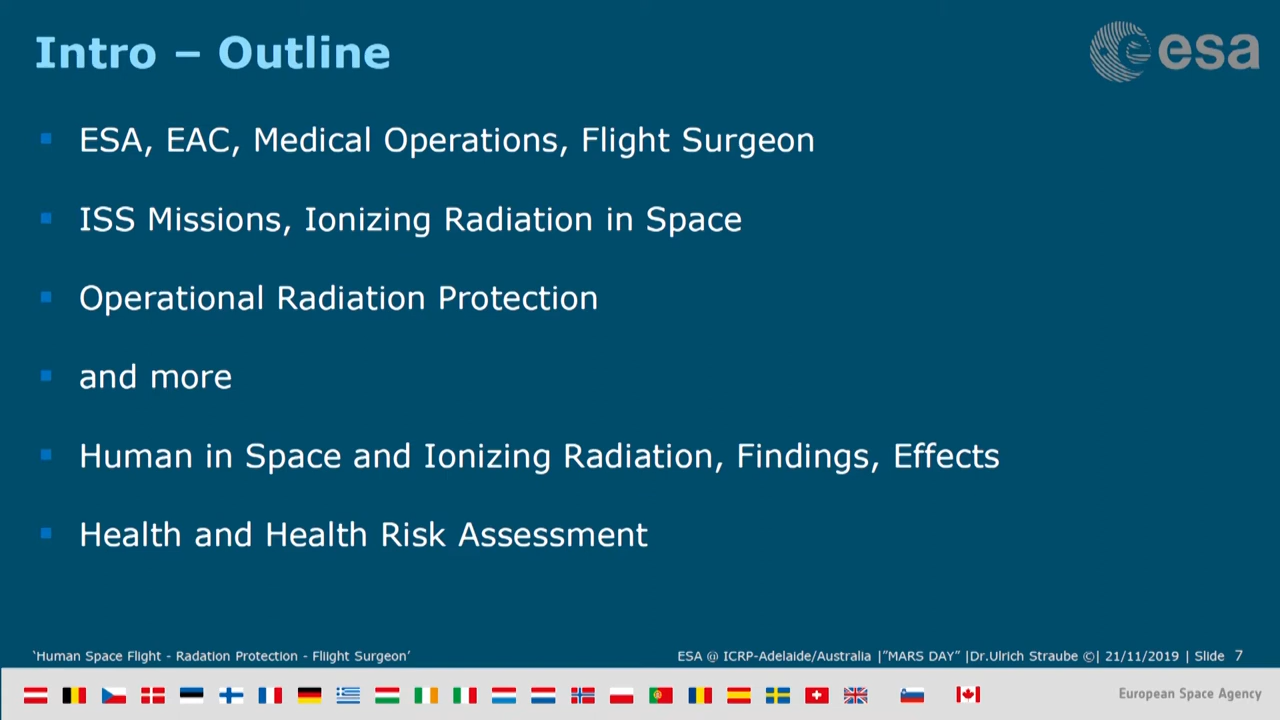 Intro – Outline
esa
ESA, EAC, Medical Operations, Flight Surgeon
ISS Missions, Ionizing Radiation in Space
Operational Radiation Protection
and more
Human in Space and Ionizing Radiation, Findings, Effects
Health and Health Risk Assessment
‘Human Space Flight - Radation Protection - Fliight Surgeon’
ESA @ ICRP-Adelaide/Australia |”MARS DAY” |Dr.Ulrich Straube ©| 21/11/2019 | Slide 7
European Space Agency